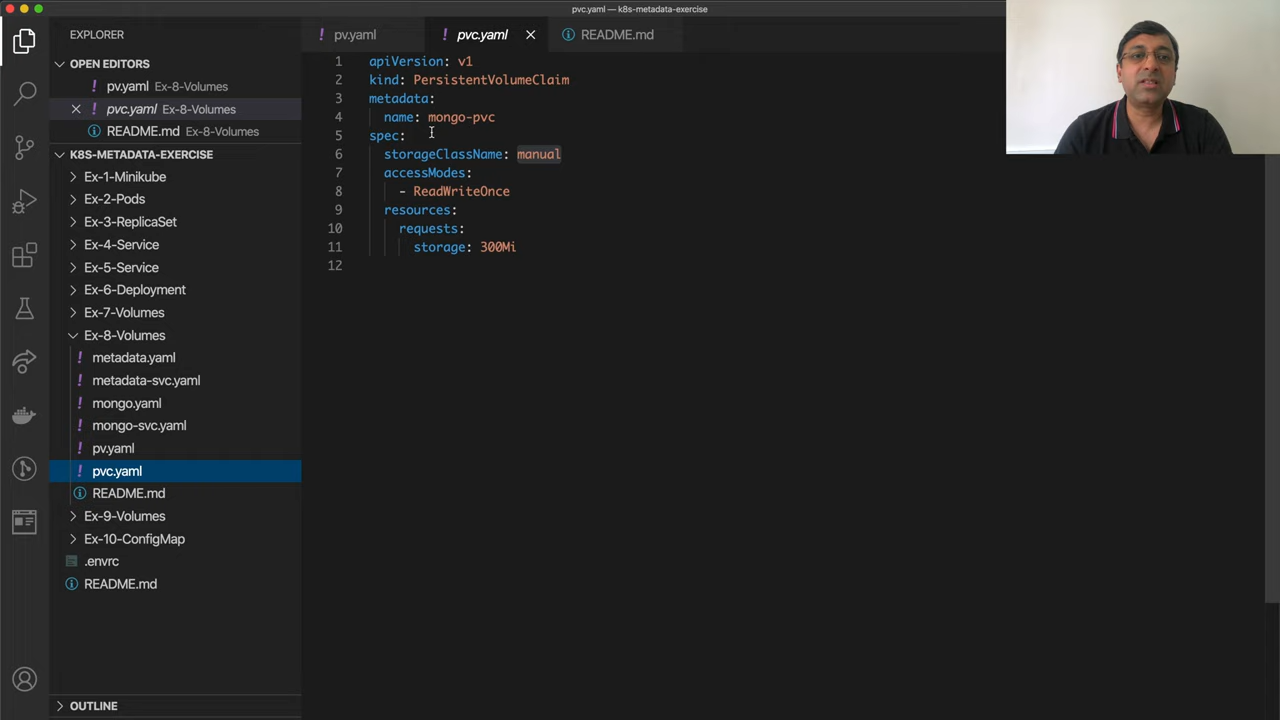 pvc.yaml — k8s-metadata-exercise
EXPLORER
OPEN EDITORS
pv.yaml Ex-8-Volumes
pvc.yaml Ex-8-Volumes
README.md Ex-8-Volumes
K8S-METADATA-EXERCISE
Ex-1-Minikube
Ex-2-Pods
Ex-3-ReplicaSet
Ex-4-Service
Ex-5-Service
Ex-6-Deployment
Ex-7-Volumes
Ex-8-Volumes
metadata.yaml
metadata-svc.yaml
mongo.yaml
mongo-svc.yaml
pv.yaml
pvc.yaml
README.md
Ex-9-Volumes
Ex-10-ConfigMap
.envrc
README.md
OUTLINE
pv.yaml pvc.yaml README.md
1 apiVersion: v1
2 kind: PersistentVolumeClaim
3 metadata:
4 name: mongo-pvc
5 spec:
6 storageClassName: manual
7 accessModes:
8 - ReadWriteOnce
9 resources:
10 requests:
11 storage: 300Mi
12